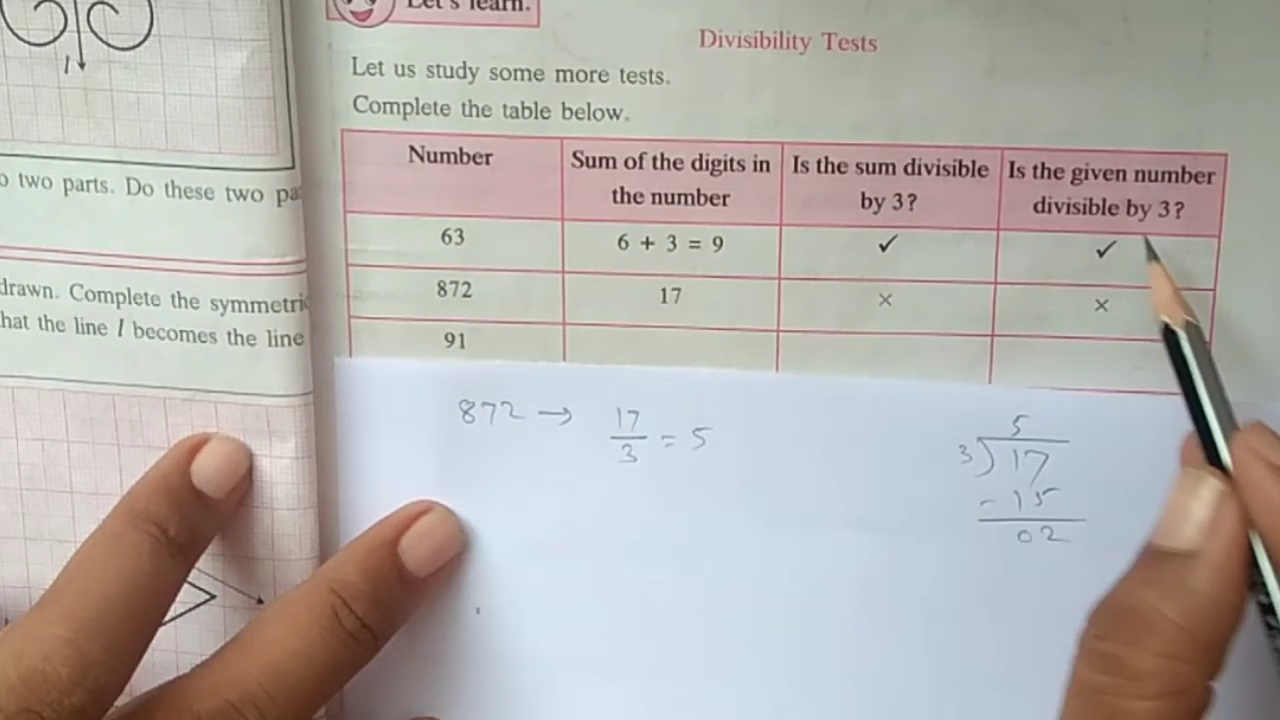 Let's learn.
Divisibility Tests
Let us study some more tests.
Complete the table below.
Number Sum of the digits in the number Is the sum divisible by 3? Is the given number divisible by 3?
63 6 + 3 = 9 ✓ ✓
872 17 × ×
91
l
two parts. Do these two
drawn. Complete the
hat the line l becomes the line
872 → 17/3 = 5
5
3)17
-15
02